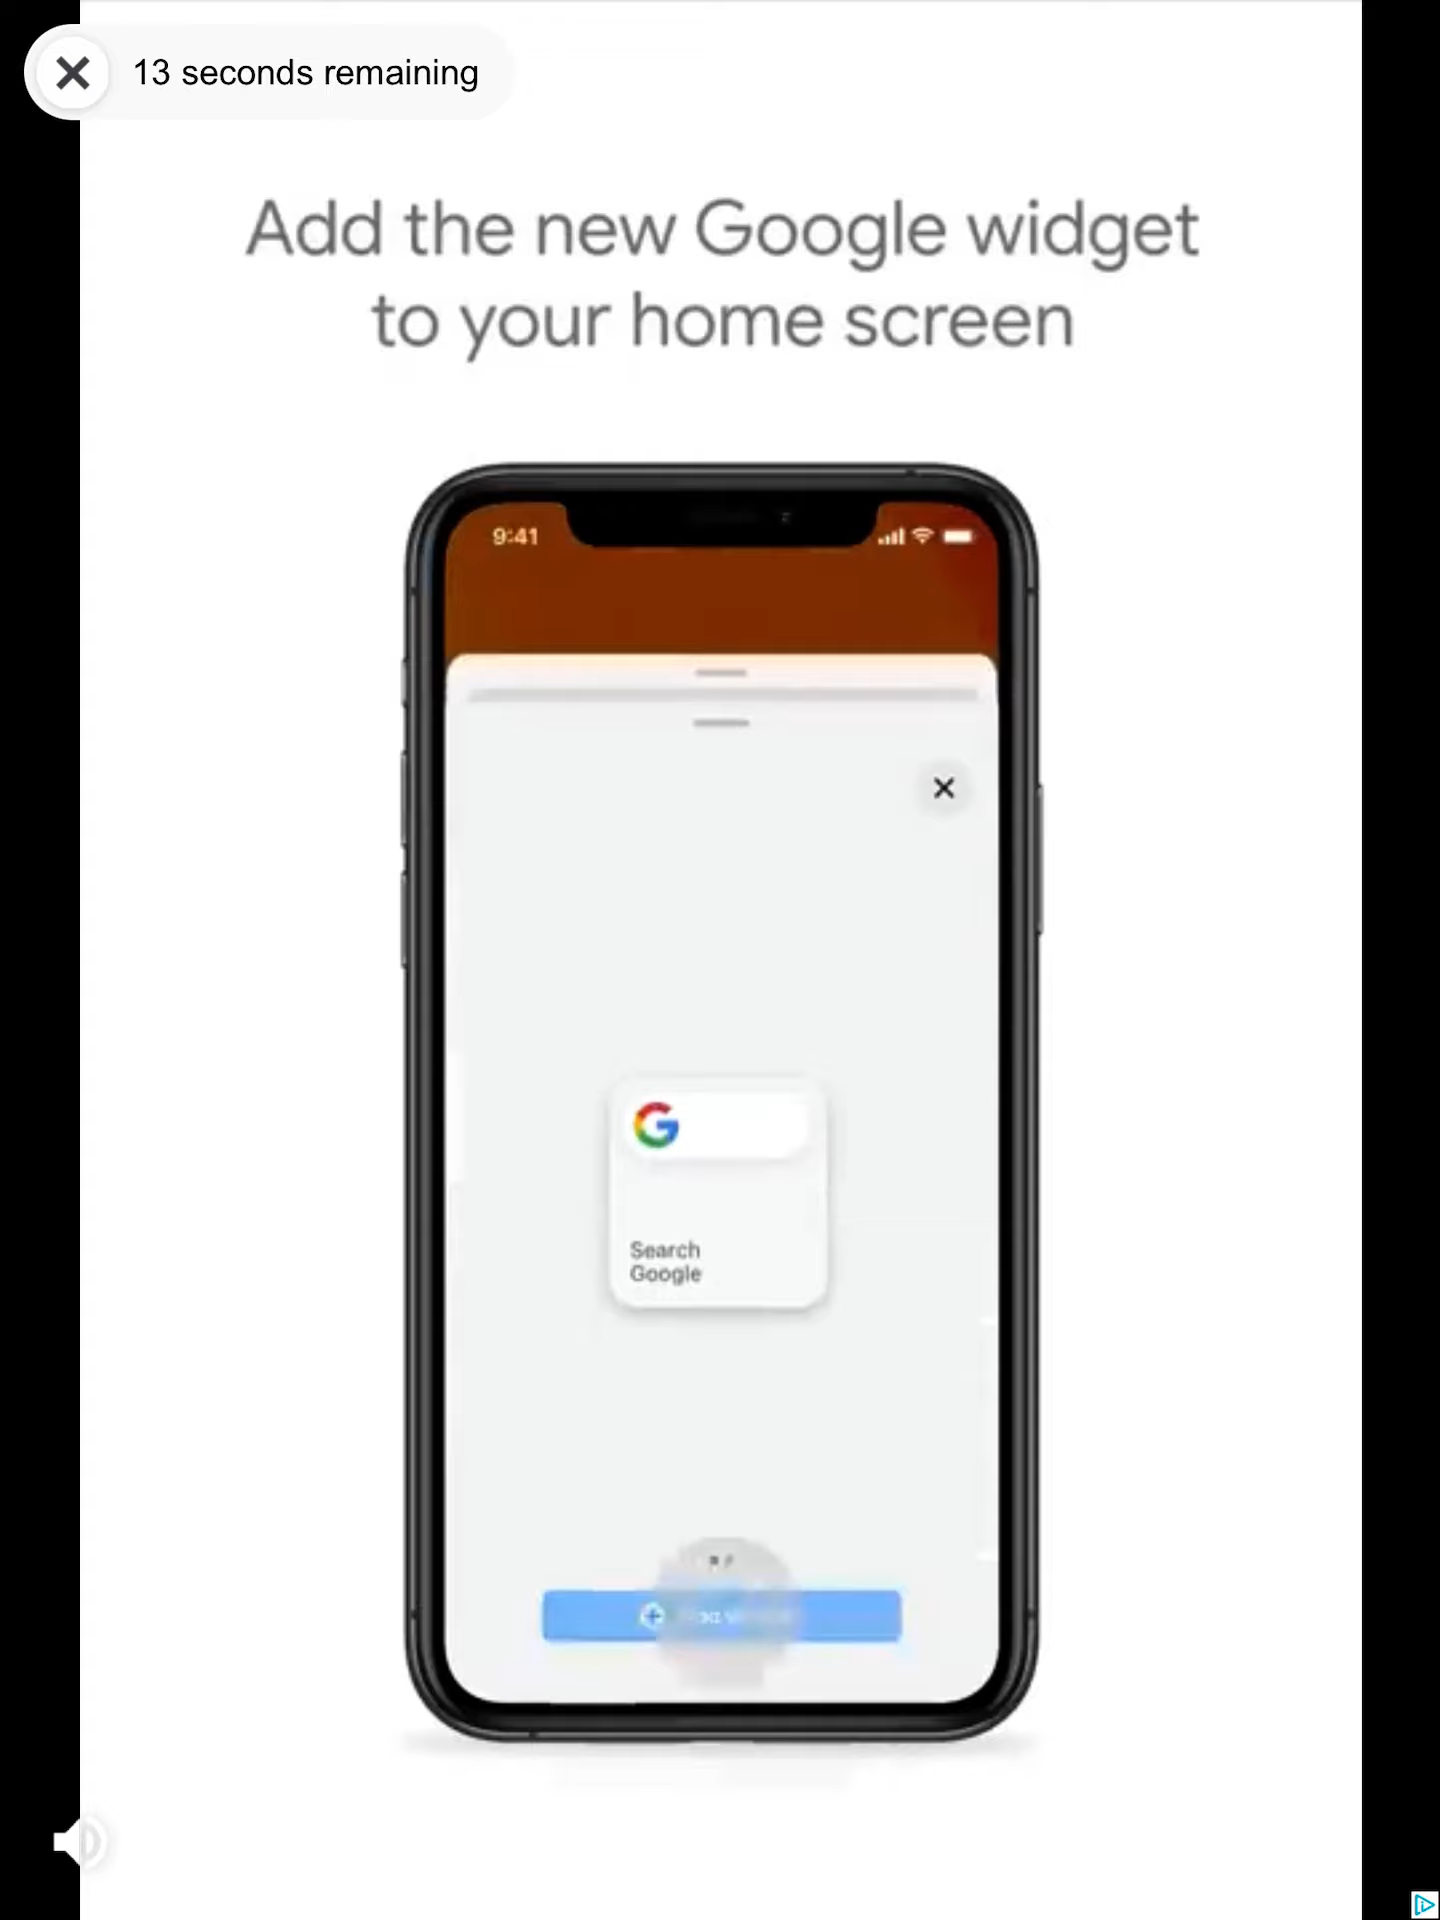 13 seconds remaining
Add the new Google widget
to your home screen
9:41
G
Search
Google